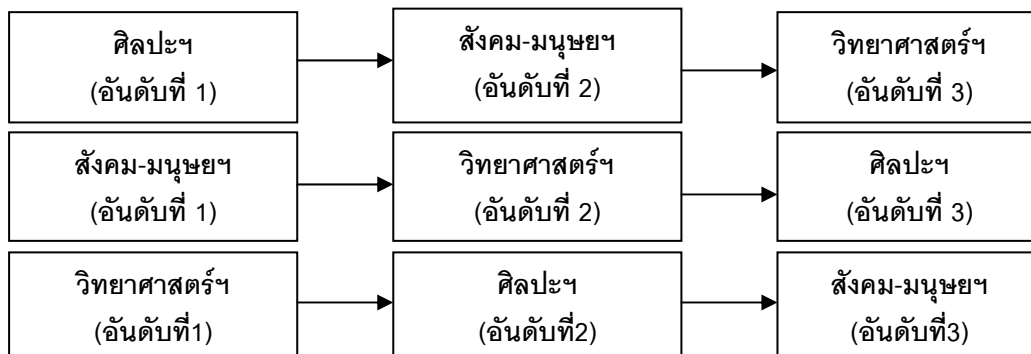 ศิลปะฯ
(อันดับที่ 1)
สังคม-มนุษยฯ
(อันดับที่ 2)
วิทยาศาสตร์ฯ
(อันดับที่ 3)
สังคม-มนุษยฯ
(อันดับที่ 1)
วิทยาศาสตร์ฯ
(อันดับที่ 2)
ศิลปะฯ
(อันดับที่ 3)
วิทยาศาสตร์ฯ
(อันดับที่1)
ศิลปะฯ
(อันดับที่2)
สังคม-มนุษยฯ
(อันดับที่3)